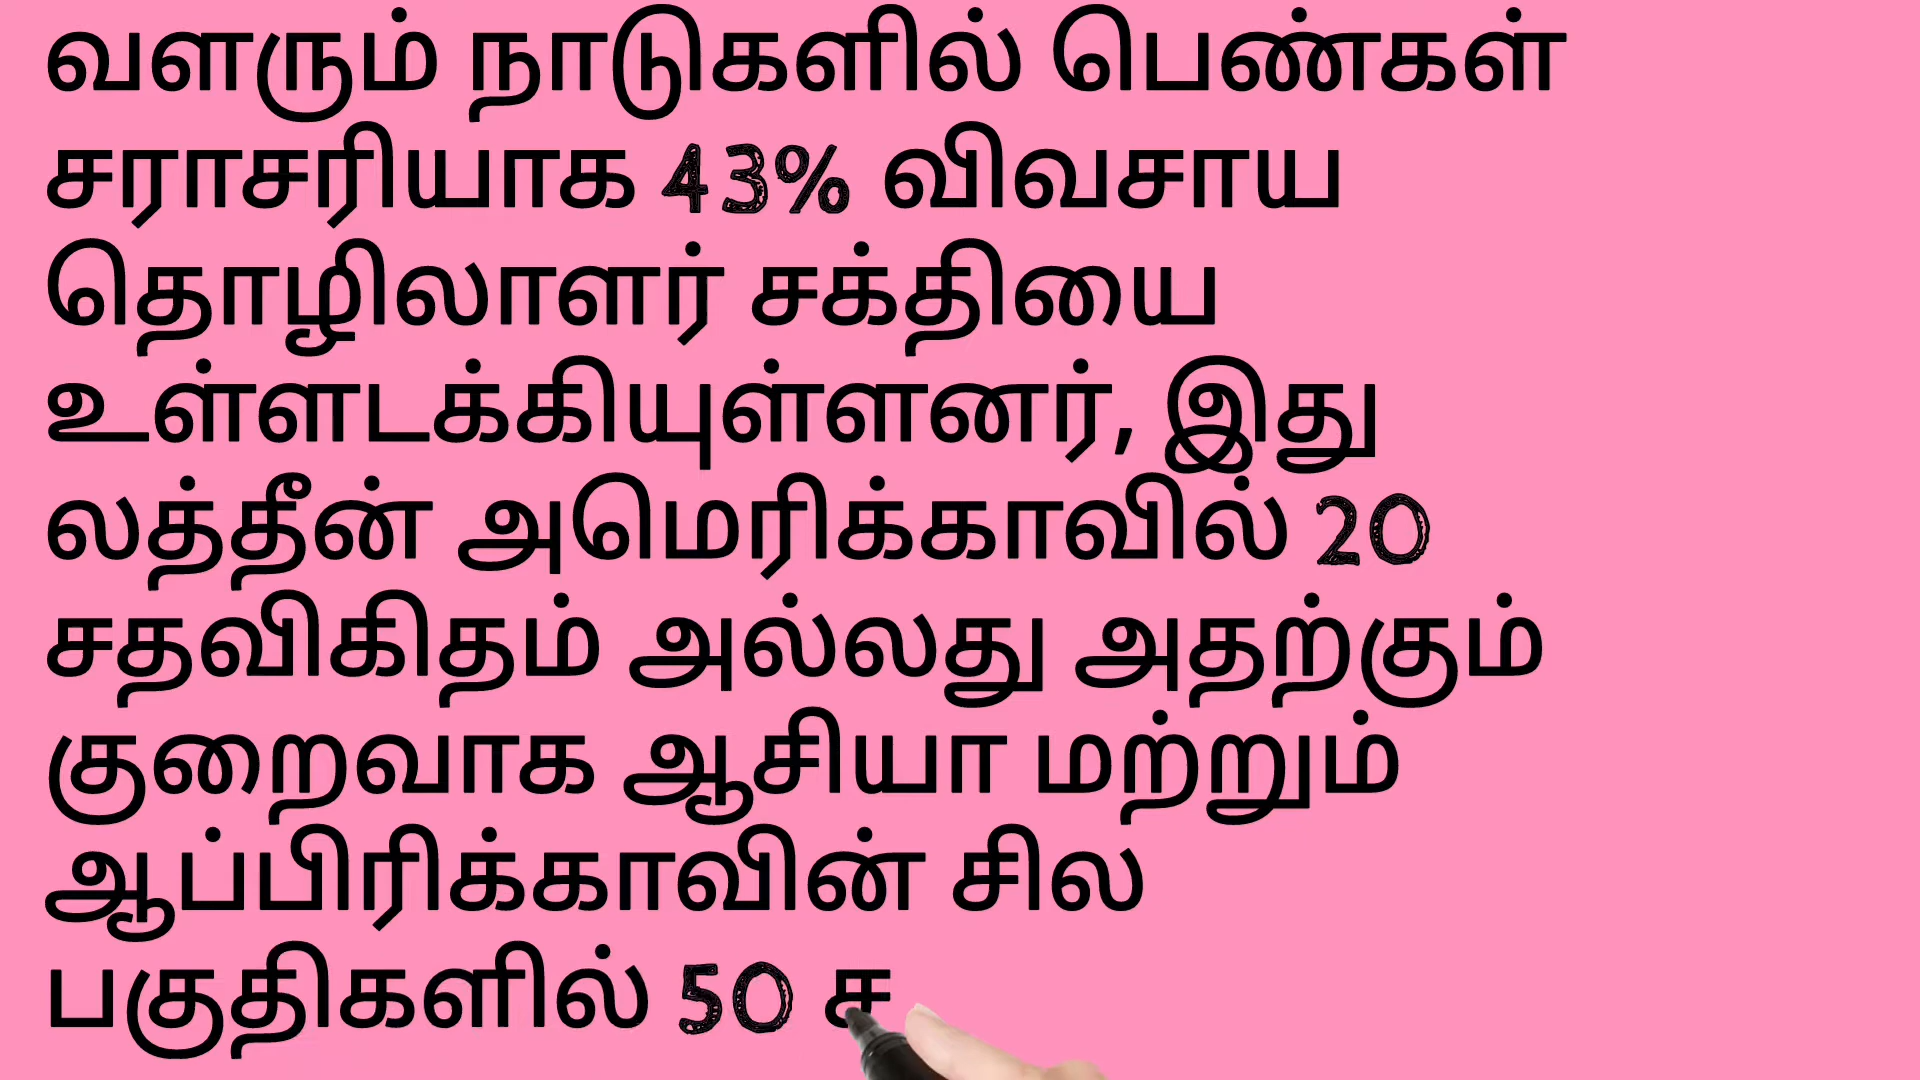 வளரும் நாடுகளில் பெண்கள்
சராசரியாக 43% விவசாய
தொழிலாளர் சக்தியை
உள்ளடக்கியுள்ளனர், இது
லத்தீன் அமெரிக்காவில் 20
சதவிகிதம் அல்லது அதற்கும்
குறைவாக ஆசியா மற்றும்
ஆப்பிரிக்காவின் சில
பகுதிகளில் 50 ச